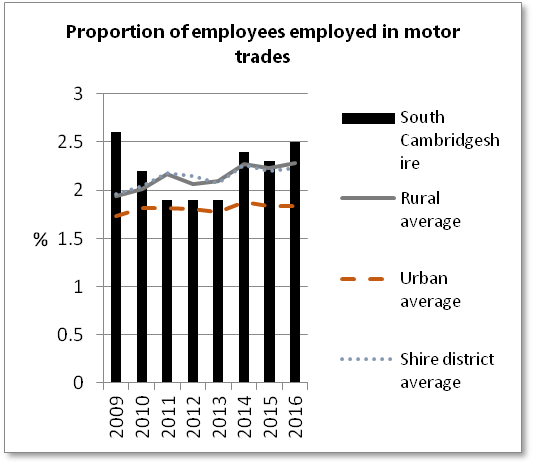 Proportion of employees employed in motor
trades
3
2.5
2
1.5
1
0.5
0
%
2009
2010
2011
2012
2013
2014
2015
2016
South
Cambridgesh
ire
Rural
average
Urban
average
Shire district
average